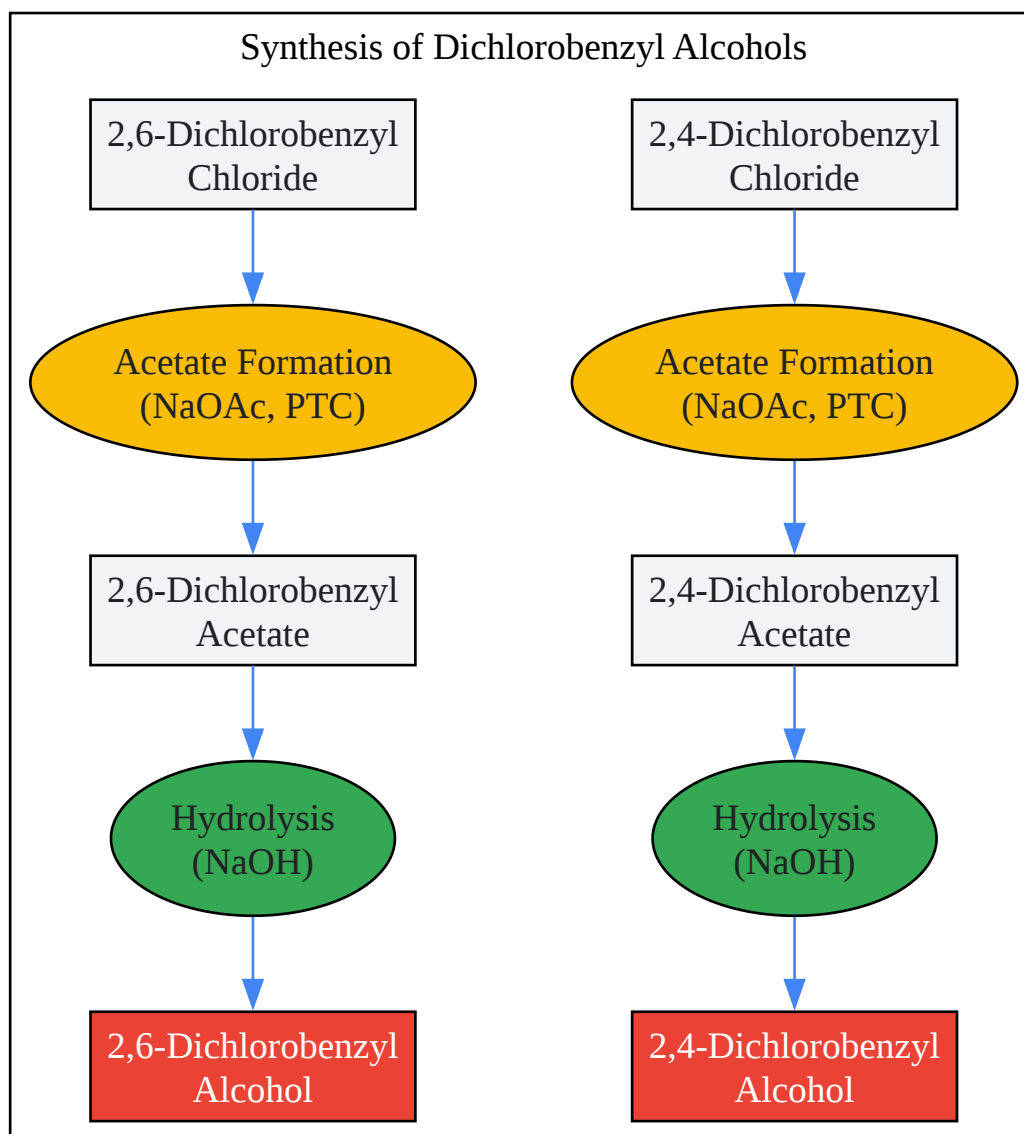 Synthesis of Dichlorobenzyl Alcohols
2,6-Dichlorobenzyl
Chloride
2,4-Dichlorobenzyl
Chloride
Acetate Formation
(NaOAc, PTC)
Acetate Formation
(NaOAc, PTC)
2,6-Dichlorobenzyl
Acetate
2,4-Dichlorobenzyl
Acetate
Hydrolysis
(NaOH)
Hydrolysis
(NaOH)
2,6-Dichlorobenzyl
Alcohol
2,4-Dichlorobenzyl
Alcohol